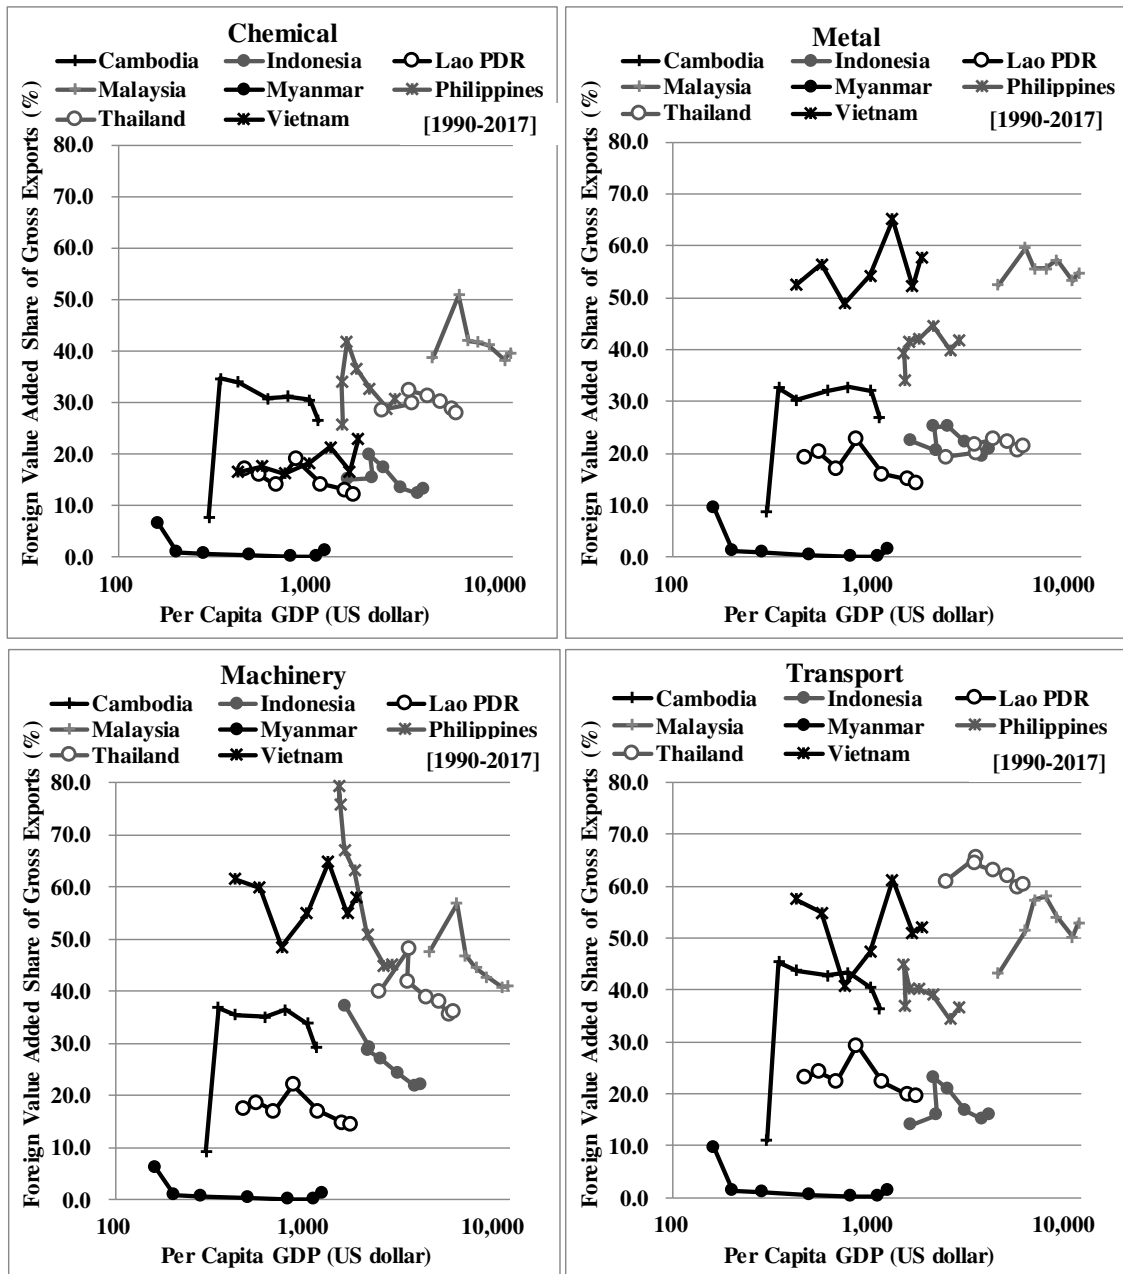 Chemical
Cambodia Indonesia Lao PDR
Malaysia Myanmar Philippines
Thailand Vietnam [1990-2017]
Foreign Value Added Share of Gross Exports (%)
80.0
70.0
60.0
50.0
40.0
30.0
20.0
10.0
0.0
100 1,000 10,000
Per Capita GDP (US dollar)
Metal
Cambodia Indonesia Lao PDR
Malaysia Myanmar Philippines
Thailand Vietnam [1990-2017]
Foreign Value Added Share of Gross Exports (%)
80.0
70.0
60.0
50.0
40.0
30.0
20.0
10.0
0.0
100 1,000 10,000
Per Capita GDP (US dollar)
Machinery
Cambodia Indonesia Lao PDR
Malaysia Myanmar Philippines
Thailand Vietnam [1990-2017]
Foreign Value Added Share of Gross Exports (%)
80.0
70.0
60.0
50.0
40.0
30.0
20.0
10.0
0.0
100 1,000 10,000
Per Capita GDP (US dollar)
Transport
Cambodia Indonesia Lao PDR
Malaysia Myanmar Philippines
Thailand Vietnam [1990-2017]
Foreign Value Added Share of Gross Exports (%)
80.0
70.0
60.0
50.0
40.0
30.0
20.0
10.0
0.0
100 1,000 10,000
Per Capita GDP (US dollar)